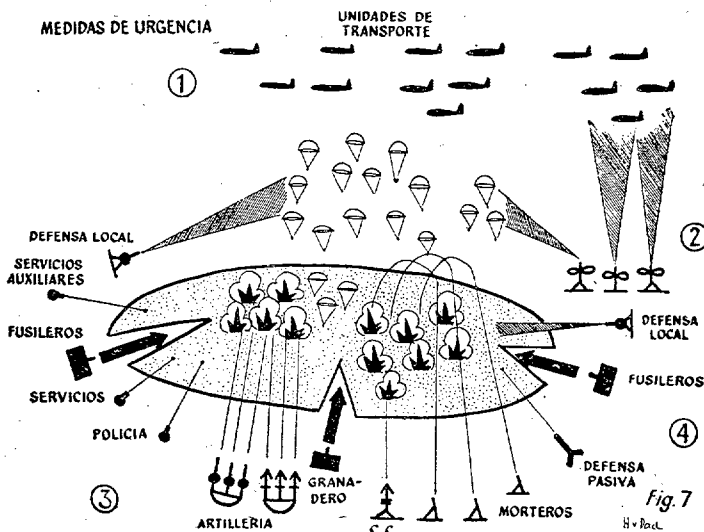 MEDIDAS DE URGENCIA
UNIDADES DE
TRANSPORTE
1
2
DEFENSA LOCAL
SERVICIOS
AUXILIARES
FUSILEROS
SERVICIOS
POLICIA
DEFENSA
LOCAL
FUSILEROS
4
3
ARTILLERIA
GRANA-
DERO
MORTEROS
DEFENSA
PASIVA
Fig. 7